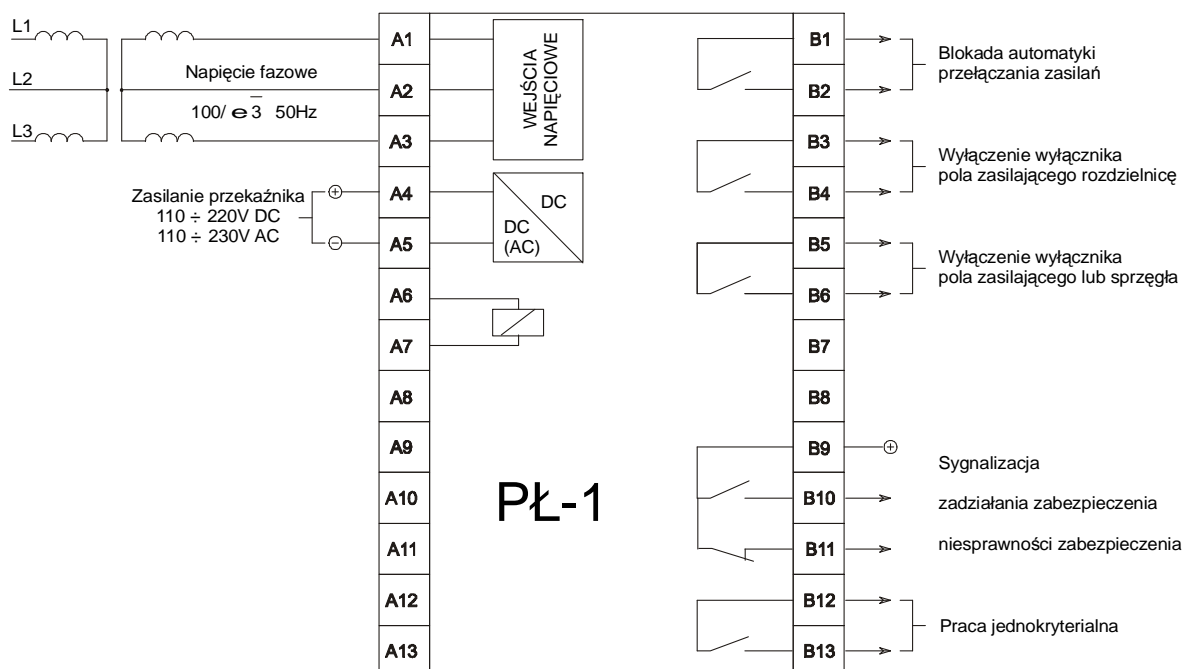 L1
L2
L3
Napięcie fazowe
100/ e 3 50Hz
Zasilanie przekaźnika
110 ÷ 220V DC
110 ÷ 230V AC
A1
A2
A3
A4
A5
A6
A7
A8
A9
A10
A11
A12
A13
WEJŚCIA
NAPIĘCIOWE
DC
DC
(AC)
PŁ-1
B1
B2
B3
B4
B5
B6
B7
B8
B9
B10
B11
B12
B13
Blokada automatyki
przełączania zasilań
Wyłączenie wyłącznika
pola zasilającego rozdzielnicę
Wyłączenie wyłącznika
pola zasilającego lub sprzęgła
Sygnalizacja
zadziałania zabezpieczenia
niesprawności zabezpieczenia
Praca jednokryterialna